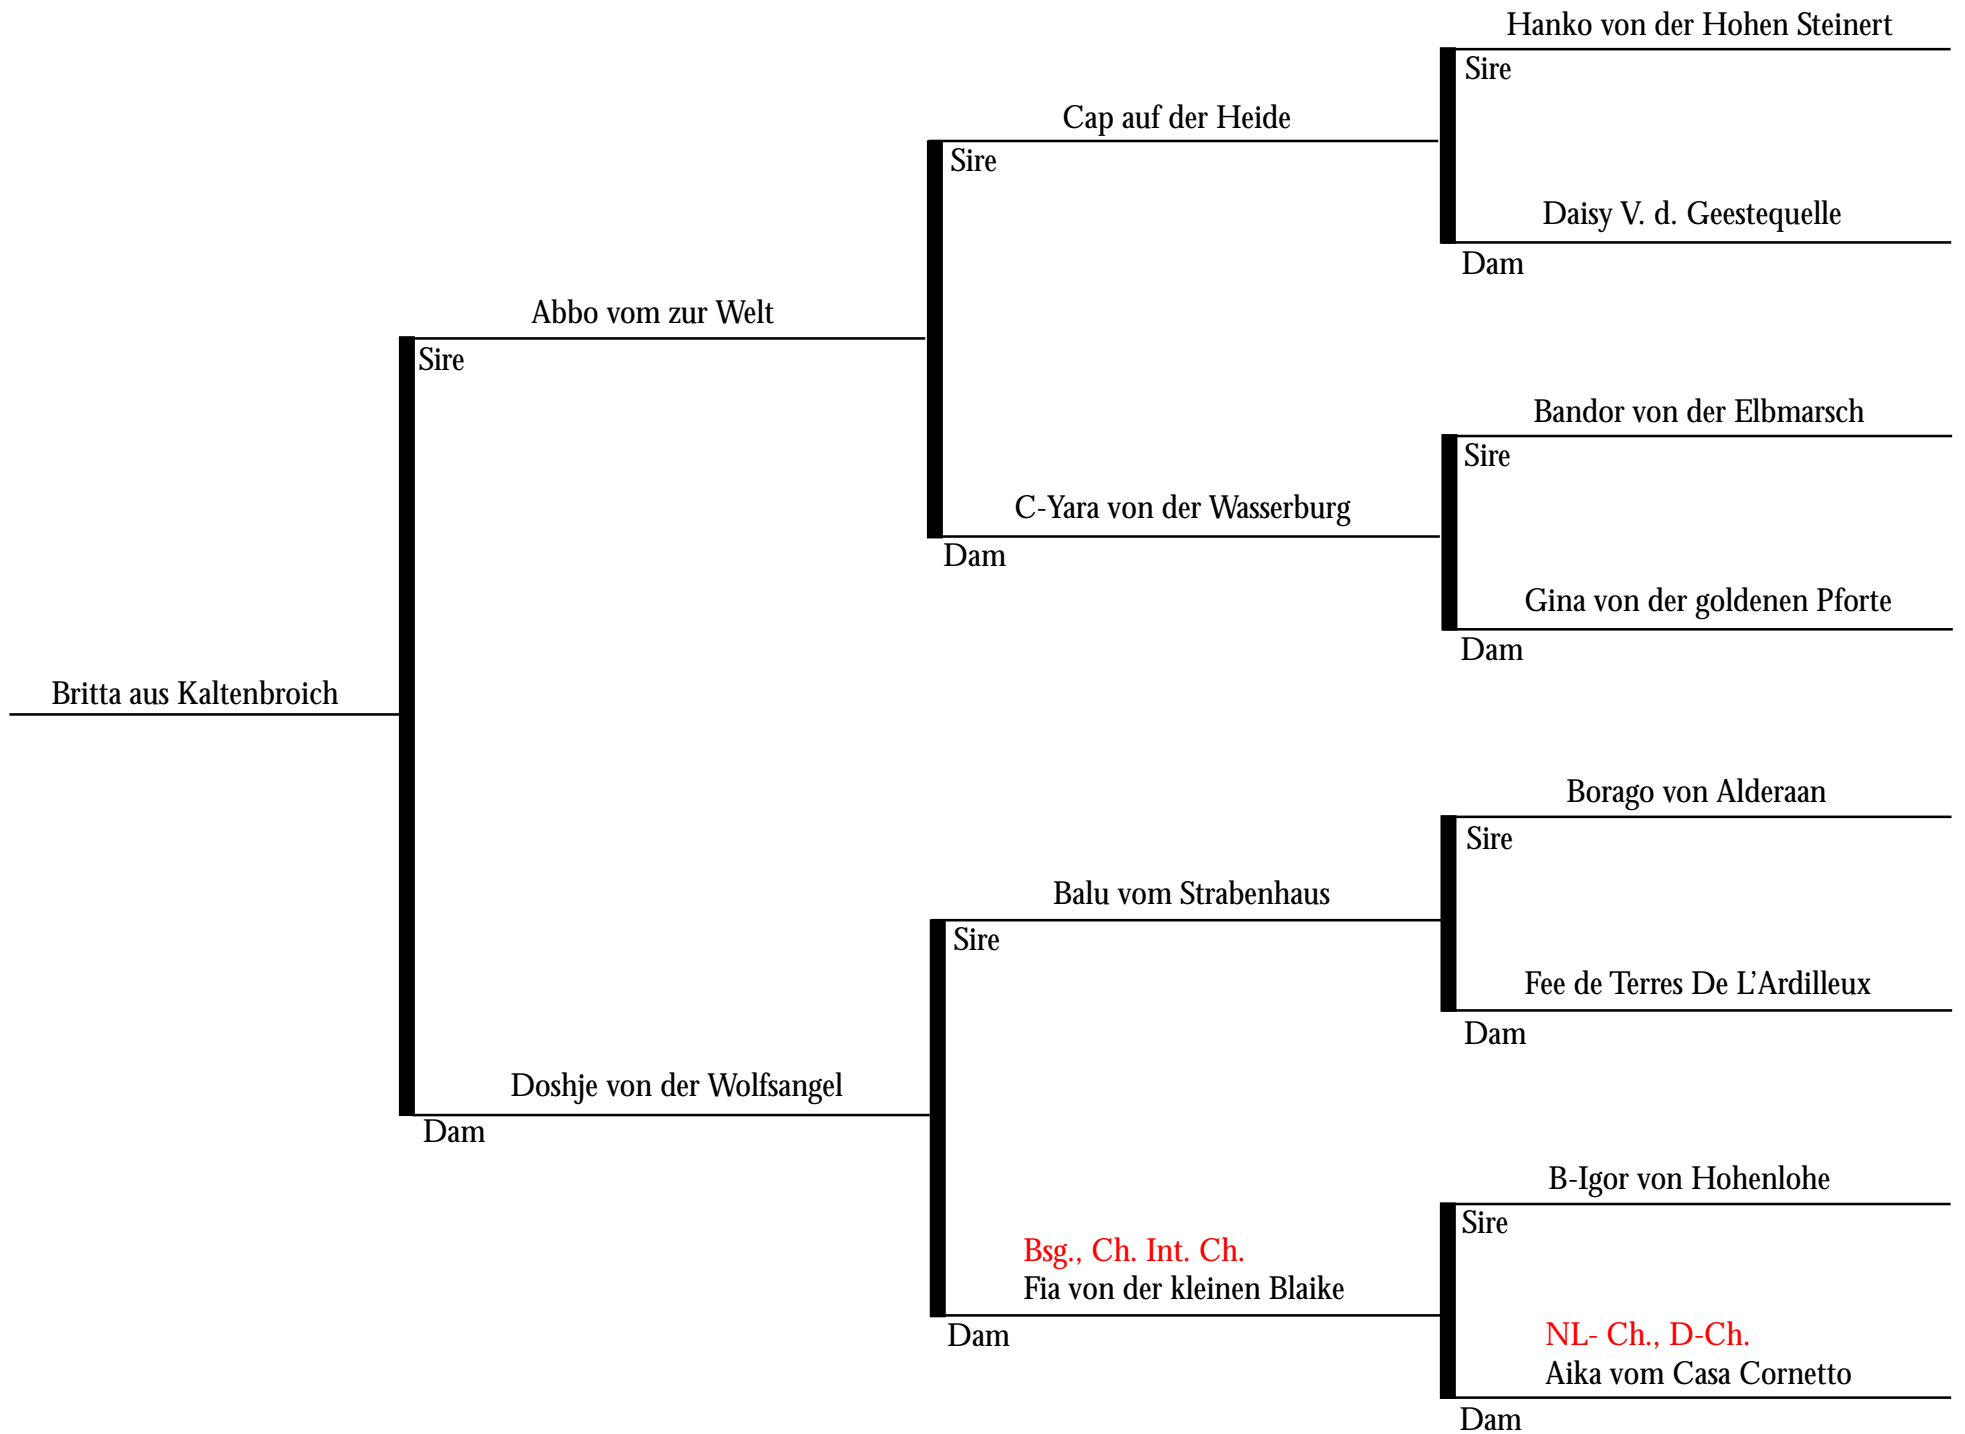 Hanko von der Hohen Steinert
Sire
Cap auf der Heide
Sire
Daisy V. d. Geestequelle
Dam
Abbo vom zur Welt
Sire
Bandor von der Elbmarsch
Sire
C-Yara von der Wasserburg
Dam
Gina von der goldenen Pforte
Dam
Britta aus Kaltenbroich
Borago von Alderaan
Sire
Balu vom Strabenhaus
Sire
Fee de Terres De L’Ardilleux
Dam
Doshje von der Wolfsangel
Dam
B-Igor von Hohenlohe
Sire
Bsg., Ch. Int. Ch.
Fia von der kleinen Blaike
Dam
NL- Ch., D-Ch.
Aika vom Casa Cornetto
Dam